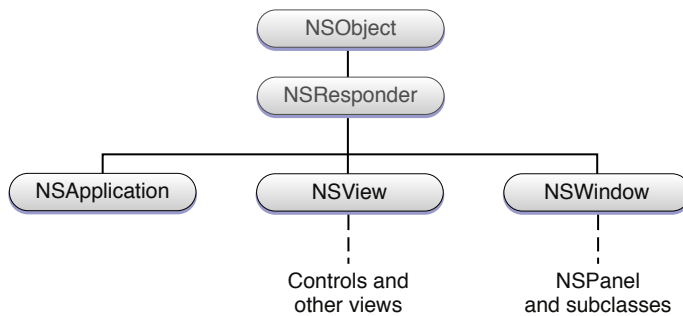 NSObject
NSResponder
NSApplication
NSView
NSWindow
Controls and
other views
NSPanel
and subclasses